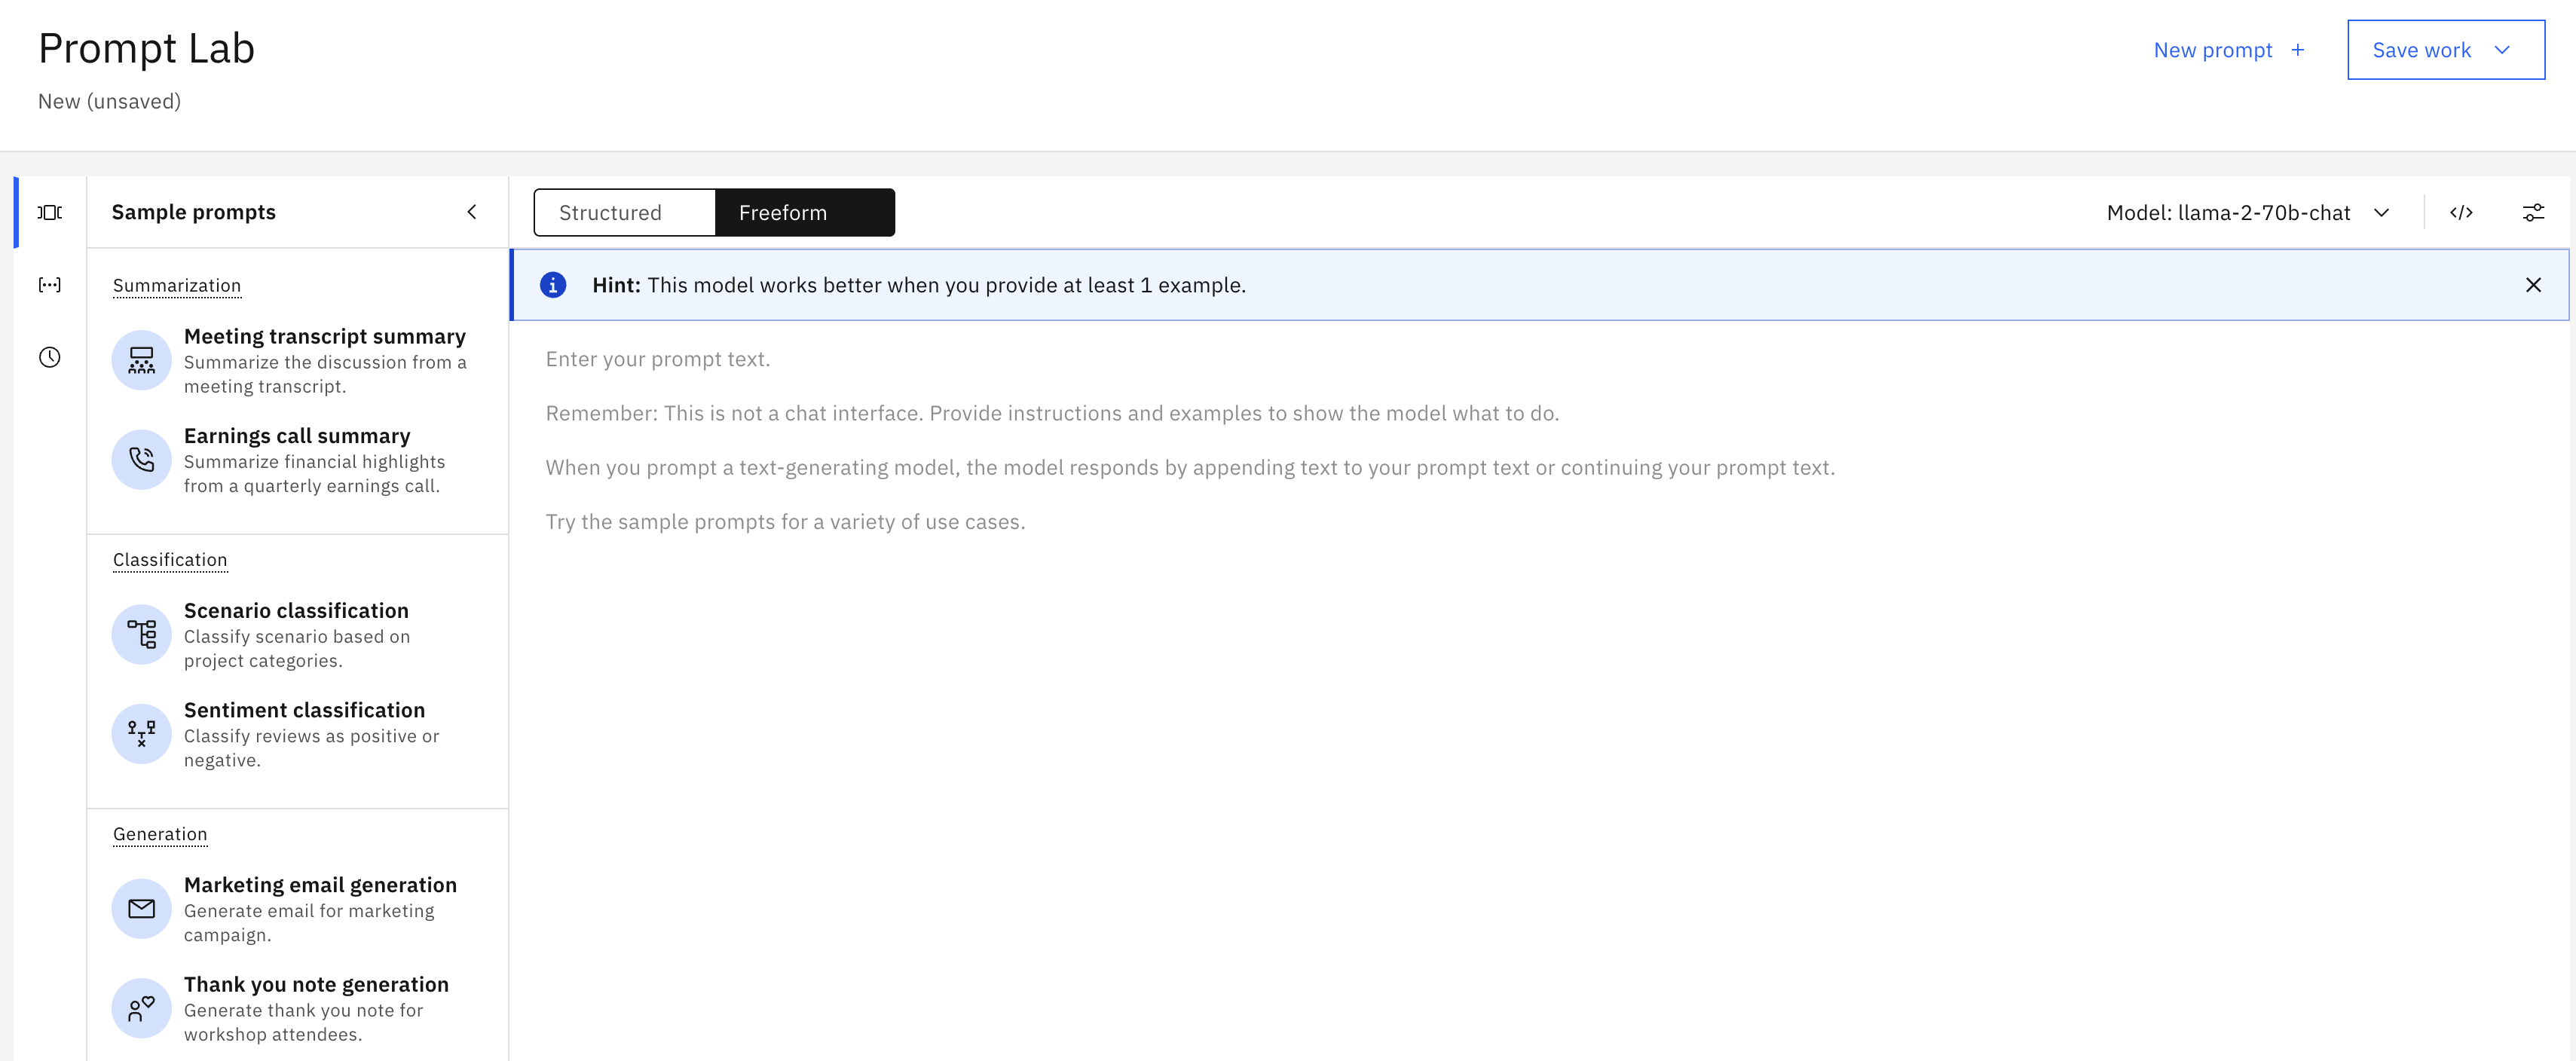 Prompt Lab
New (unsaved)
New prompt +
Save work
Sample prompts
Structured
Freeform
Model: llama-2-70b-chat
Hint: This model works better when you provide at least 1 example.
Summarization
Meeting transcript summary
Summarize the discussion from a
meeting transcript.
Earnings call summary
Summarize financial highlights
from a quarterly earnings call.
Classification
Scenario classification
Classify scenario based on
project categories.
Sentiment classification
Classify reviews as positive or
negative.
Generation
Marketing email generation
Generate email for marketing
campaign.
Thank you note generation
Generate thank you note for
workshop attendees.
Enter your prompt text.
Remember: This is not a chat interface. Provide instructions and examples to show the model what to do.
When you prompt a text-generating model, the model responds by appending text to your prompt text or continuing your prompt text.
Try the sample prompts for a variety of use cases.